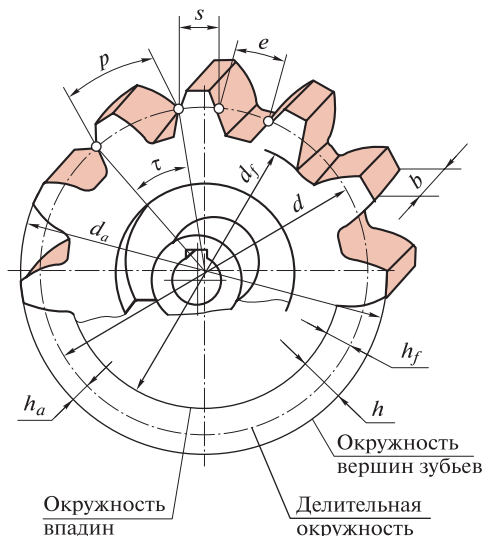 s
e
p
τ
d_f
d
b
d_a
h_f
h_a
h
Окружность
вершин зубьев
Окружность
впадин
Делительная
окружность